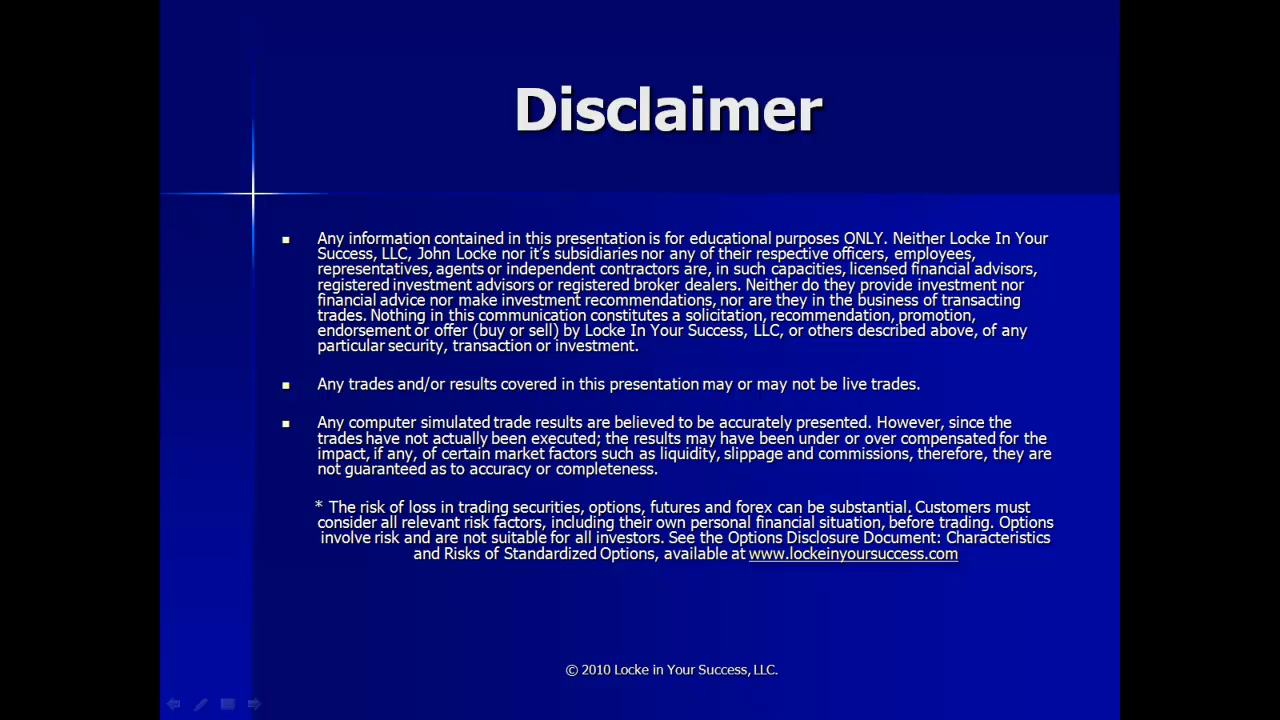 Disclaimer
Any information contained in this presentation is for educational purposes ONLY. Neither Locke In Your
Success, LLC, John Locke nor it's subsidiaries nor any of their respective officers, employees,
representatives, agents or independent contractors are, in such capacities, licensed financial advisors,
registered investment advisors or registered broker dealers. Neither do they provide investment nor
financial advice nor make investment recommendations, nor are they in the business of transacting
trades. Nothing in this communication constitutes a solicitation, recommendation, promotion,
endorsement or offer (buy or sell) by Locke In Your Success, LLC, or others described above, of any
particular security, transaction or investment.
Any trades and/or results covered in this presentation may or may not be live trades.
Any computer simulated trade results are believed to be accurately presented. However, since the
trades have not actually been executed; the results may have been under or over compensated for the
impact, if any, of certain market factors such as liquidity, slippage and commissions, therefore, they are
not guaranteed as to accuracy or completeness.
* The risk of loss in trading securities, options, futures and forex can be substantial. Customers must
consider all relevant risk factors, including their own personal financial situation, before trading. Options
involve risk and are not suitable for all investors. See the Options Disclosure Document: Characteristics
and Risks of Standardized Options, available at www.lockeinyoursuccess.com
© 2010 Locke in Your Success, LLC.